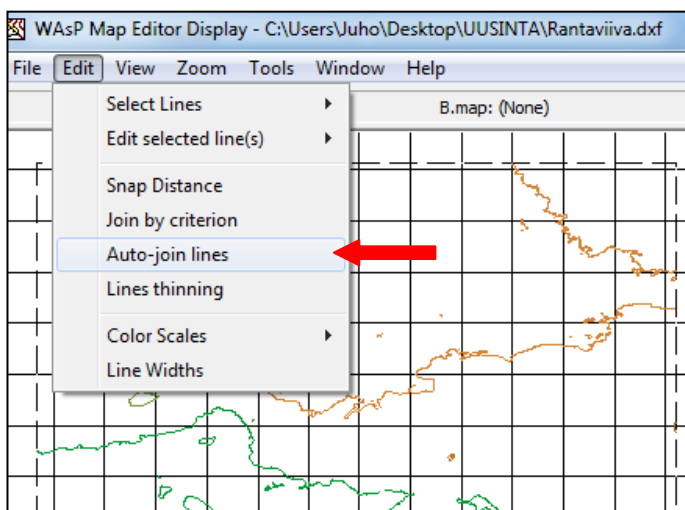 WAsP Map Editor Display - C:\Users\Juho\Desktop\UUSINTA\Rantaviiva.dxf
File Edit View Zoom Tools Window Help
B.map: (None)
Select Lines
Edit selected line(s)
Snap Distance
Join by criterion
Auto-join lines
Lines thinning
Color Scales
Line Widths